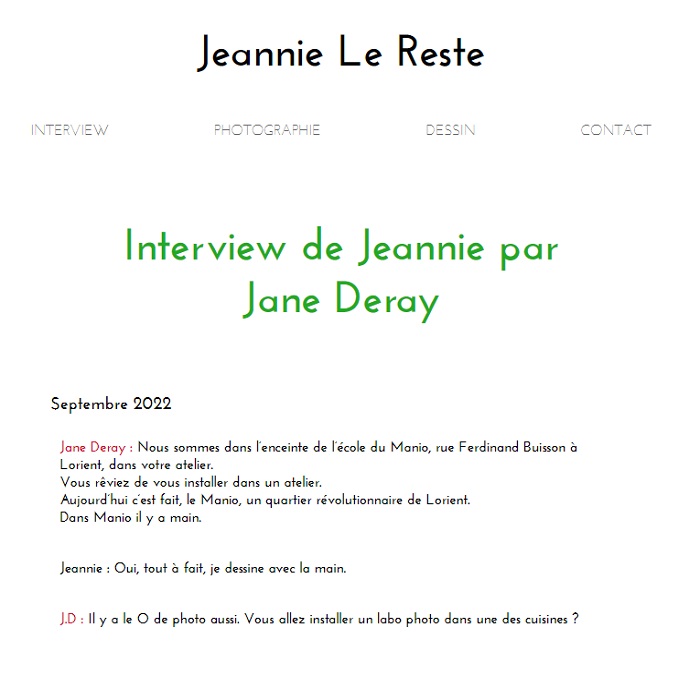 Jeannie Le Reste
INTERVIEW PHOTOGRAPHIE DESSIN CONTACT
Interview de Jeannie par
Jane Deray
Septembre 2022
Jane Deray : Nous sommes dans l'enceinte de l'école du Manio, rue Ferdinand Buisson à
Lorient, dans votre atelier.
Vous rêviez de vous installer dans un atelier.
Aujourd'hui c'est fait, le Manio, un quartier révolutionnaire de Lorient.
Dans Manio il y a main.
Jeannie : Oui, tout à fait, je dessine avec la main.
J.D : Il y a le O de photo aussi. Vous allez installer un labo photo dans une des cuisines ?